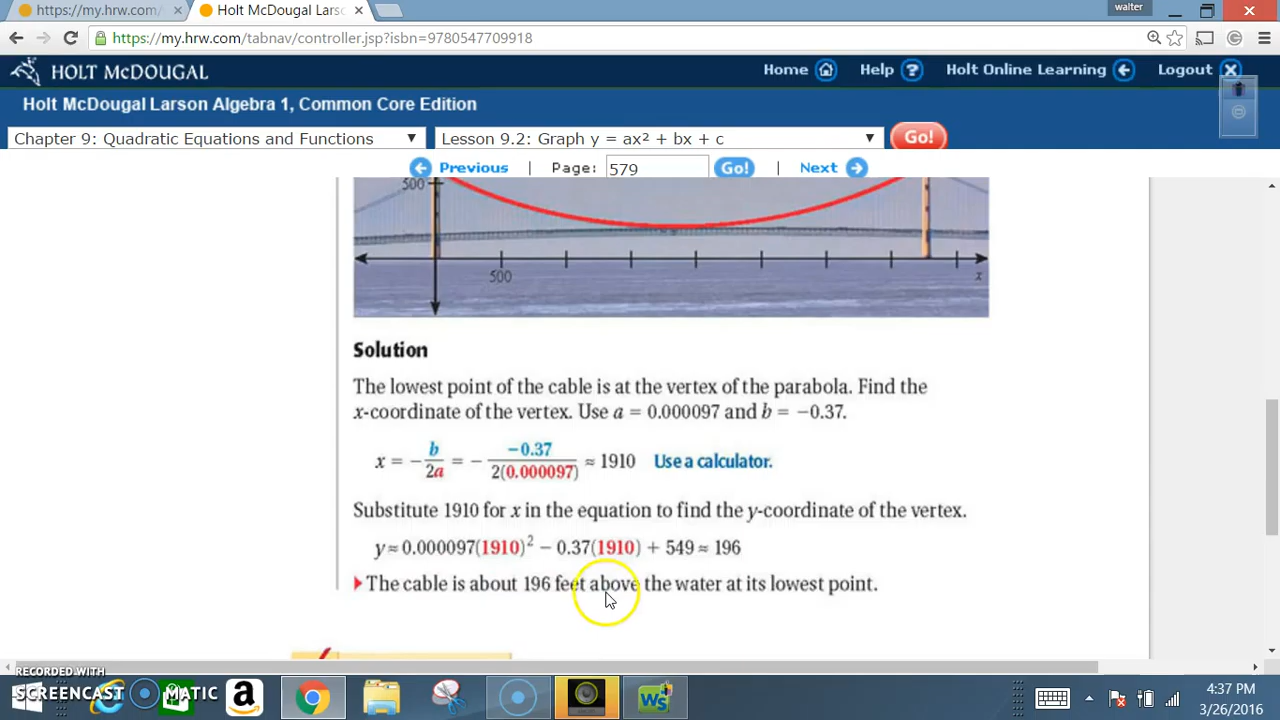 https://my.hrw.com/tabnav/ ×
Holt McDougal Lars ×
walter
https://my.hrw.com/tabnav/controller.jsp?isbn=9780547709918
HOLT McDOUGAL
Home
Help ?
Holt Online Learning
Logout X
Holt McDougal Larson Algebra 1, Common Core Edition
Chapter 9: Quadratic Equations and Functions
Lesson 9.2: Graph y = ax² + bx + c
Go!
Previous | Page: 579 Go! | Next
500
500
x
Solution
The lowest point of the cable is at the vertex of the parabola. Find the
x-coordinate of the vertex. Use a = 0.000097 and b = −0.37.
x = − b/2a = − −0.37/2(0.000097) ≈ 1910 Use a calculator.
Substitute 1910 for x in the equation to find the y-coordinate of the vertex.
y ≈ 0.000097(1910)² − 0.37(1910) + 549 ≈ 196
The cable is about 196 feet above the water at its lowest point.
RECORDED WITH
SCREENCAST MATIC
4:37 PM
3/26/2016